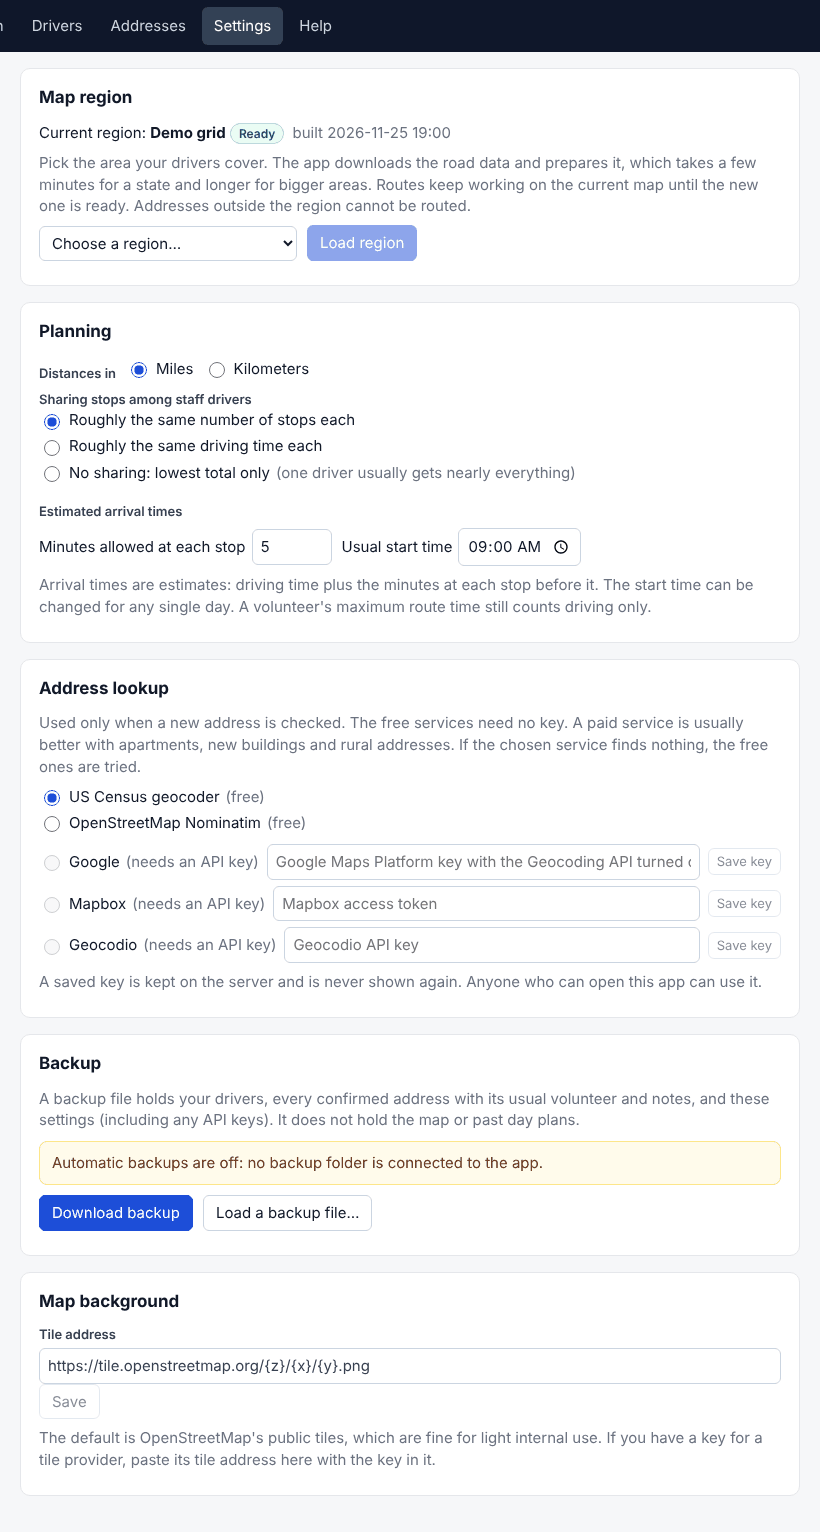 Drivers Addresses Settings Help
Map region
Current region: Demo grid Ready built 2026-11-25 19:00
Pick the area your drivers cover. The app downloads the road data and prepares it, which takes a few
minutes for a state and longer for bigger areas. Routes keep working on the current map until the new
one is ready. Addresses outside the region cannot be routed.
Choose a region... Load region
Planning
Distances in Miles Kilometers
Sharing stops among staff drivers
Roughly the same number of stops each
Roughly the same driving time each
No sharing: lowest total only (one driver usually gets nearly everything)
Estimated arrival times
Minutes allowed at each stop 5 Usual start time 09:00 AM
Arrival times are estimates: driving time plus the minutes at each stop before it. The start time can be
changed for any single day. A volunteer's maximum route time still counts driving only.
Address lookup
Used only when a new address is checked. The free services need no key. A paid service is usually
better with apartments, new buildings and rural addresses. If the chosen service finds nothing, the free
ones are tried.
US Census geocoder (free)
OpenStreetMap Nominatim (free)
Google (needs an API key) Google Maps Platform key with the Geocoding API turned Save key
Mapbox (needs an API key) Mapbox access token Save key
Geocodio (needs an API key) Geocodio API key Save key
A saved key is kept on the server and is never shown again. Anyone who can open this app can use it.
Backup
A backup file holds your drivers, every confirmed address with its usual volunteer and notes, and these
settings (including any API keys). It does not hold the map or past day plans.
Automatic backups are off: no backup folder is connected to the app.
Download backup Load a backup file...
Map background
Tile address
https://tile.openstreetmap.org/{z}/{x}/{y}.png
Save
The default is OpenStreetMap's public tiles, which are fine for light internal use. If you have a key for a
tile provider, paste its tile address here with the key in it.